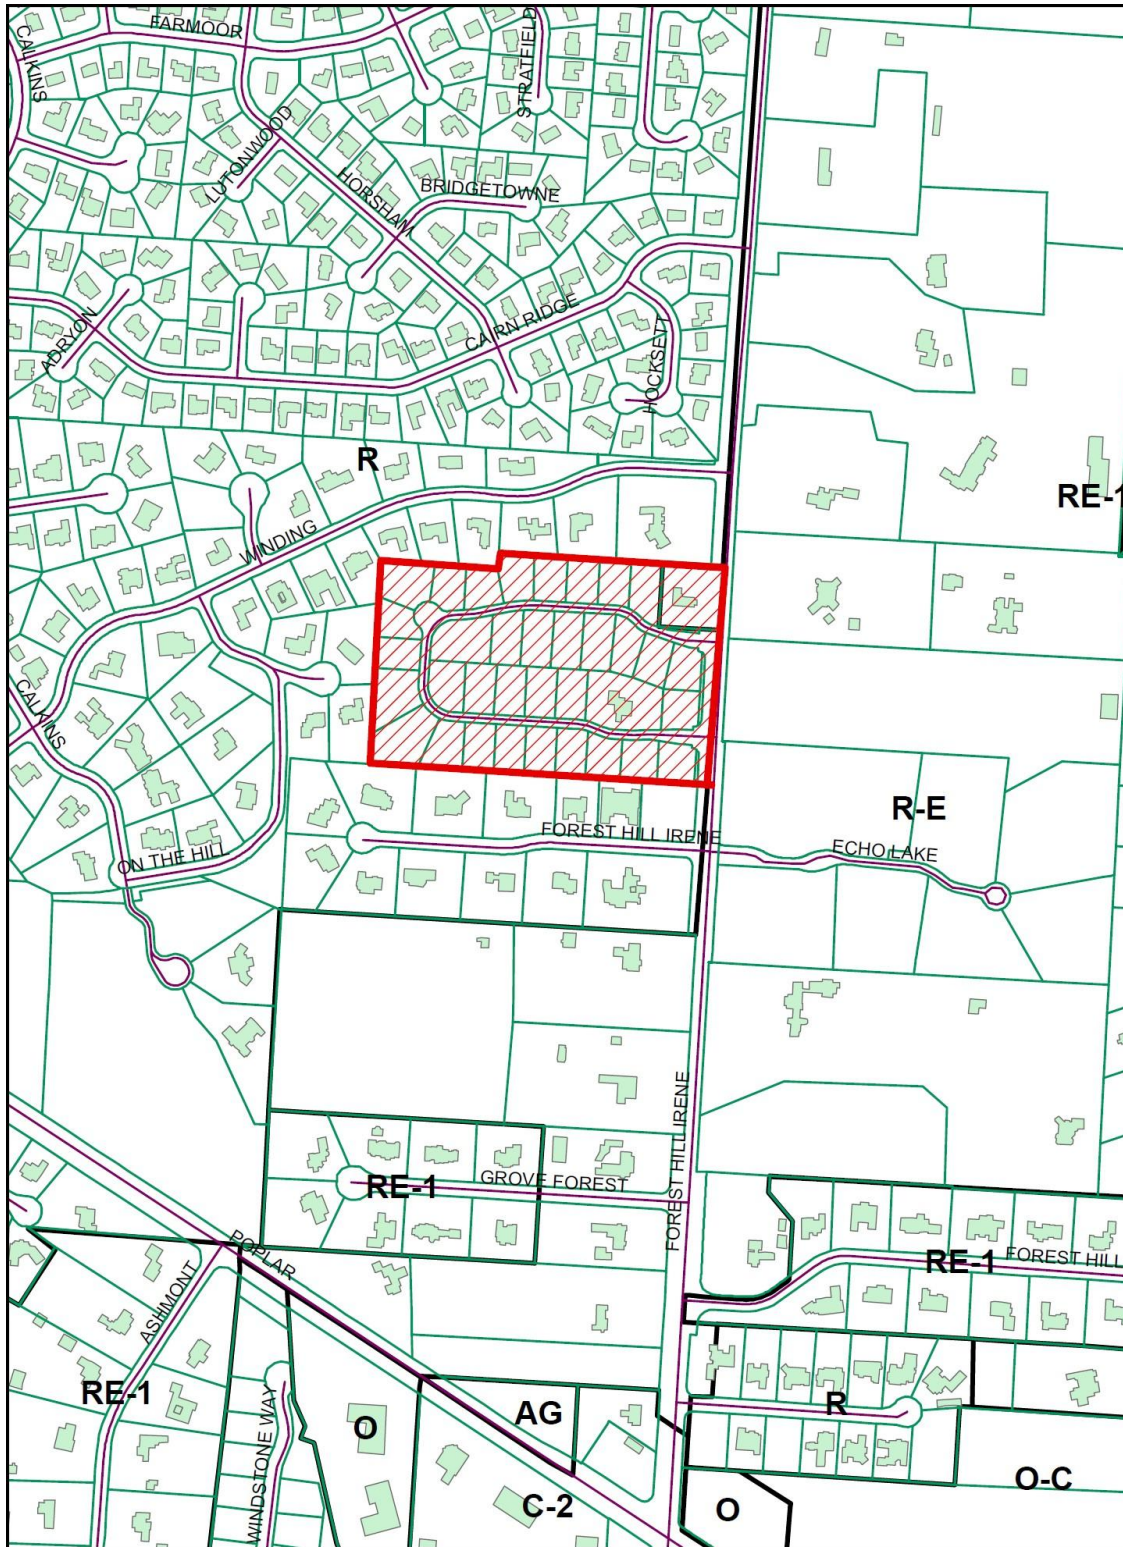 FARMOOR
CALKINS
STRATFIELD
LUTONWOOD
HORSHAM
BRIDGETOWNE
CAIRN RIDGE
ADRYON
HOCKSETT
R
RE-1
WINDING
CALKINS
R-E
FOREST HILL IRENE
ECHO LAKE
ON THE HILL
FOREST HILL IRENE
GROVE FOREST
RE-1
POPLAR
RE-1
FOREST HILL
ASHMONT
RE-1
WINDSTONE WAY
O
AG
R
C-2
O
O-C